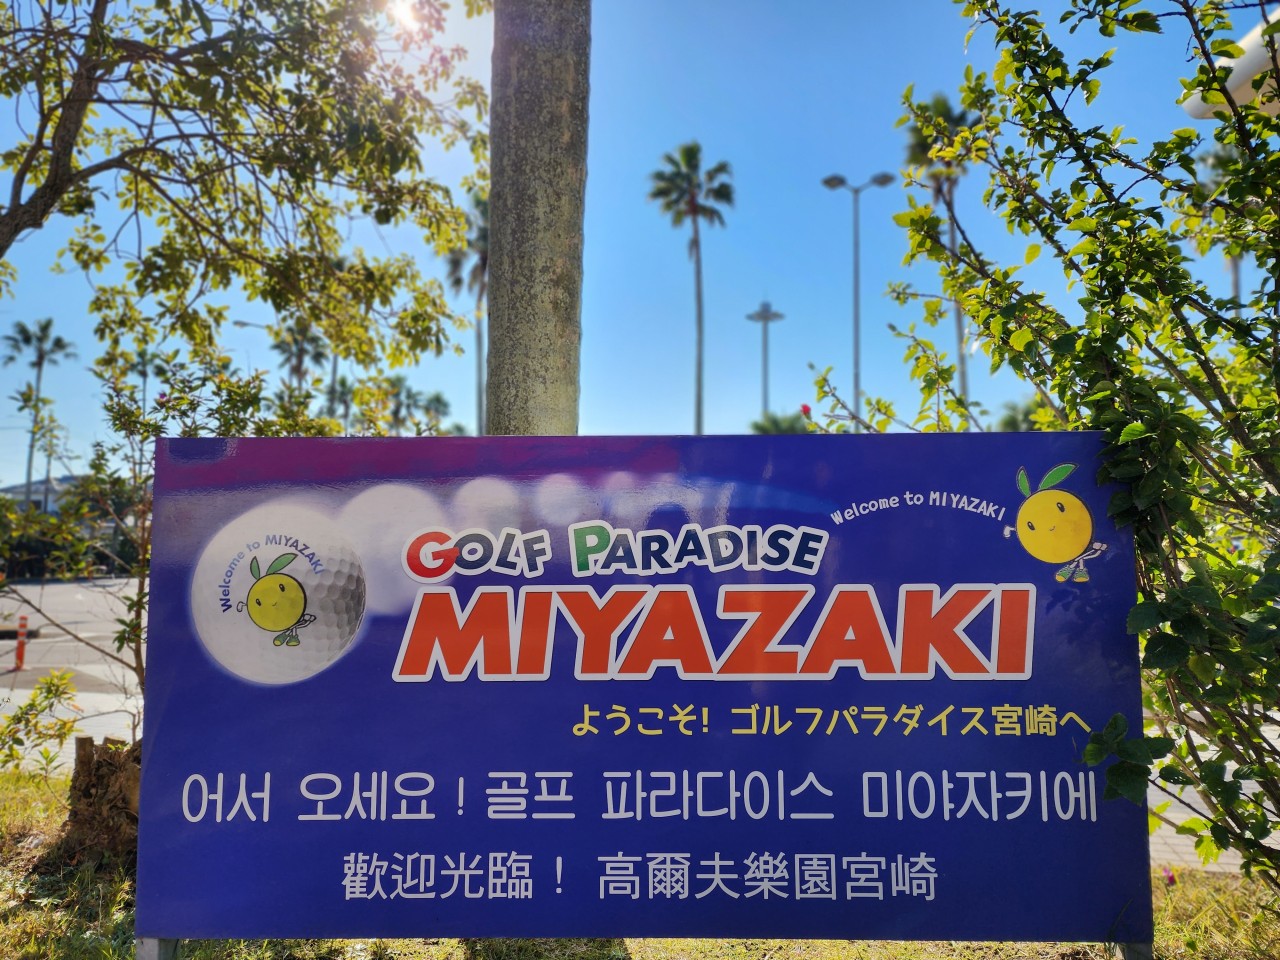 Welcome to MIYAZAKI
Welcome to MIYAZAKI
GOLF PARADISE
MIYAZAKI
ようこそ! ゴルフパラダイス宮崎へ
어서 오세요! 골프 파라다이스 미야자키에
歡迎光臨! 高爾夫樂園宮崎